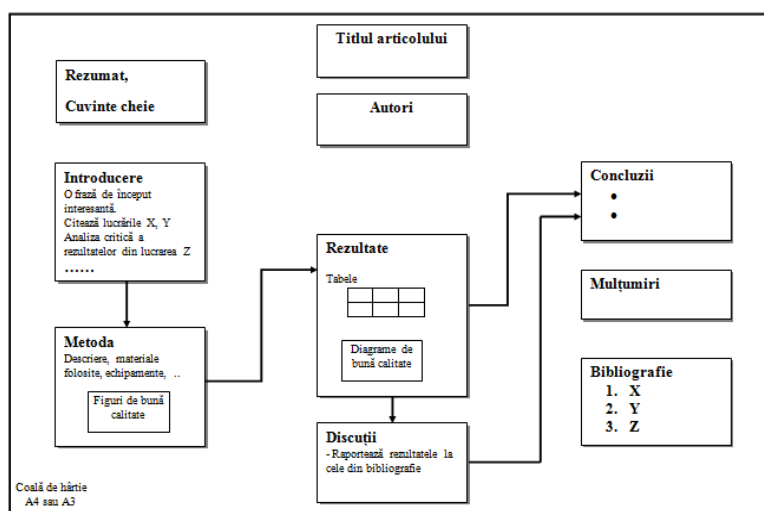 Titlul articolului
Rezumat,
Cuvinte cheie
Autori
Introducere
O frază de început
interesantă.
Citează lucrările X, Y
Analiza critică a
rezultatelor din lucrarea Z
......
Metoda
Descriere, materiale
folosite, echipamente, ..
Figuri de bună
calitate
Rezultate
Tabele
Diagrame de
bună calitate
Discuții
- Raportează rezultatele la
cele din bibliografie
Concluzii
•
•
Mulțumiri
Bibliografie
1. X
2. Y
3. Z
Coală de hârtie
A4 sau A3